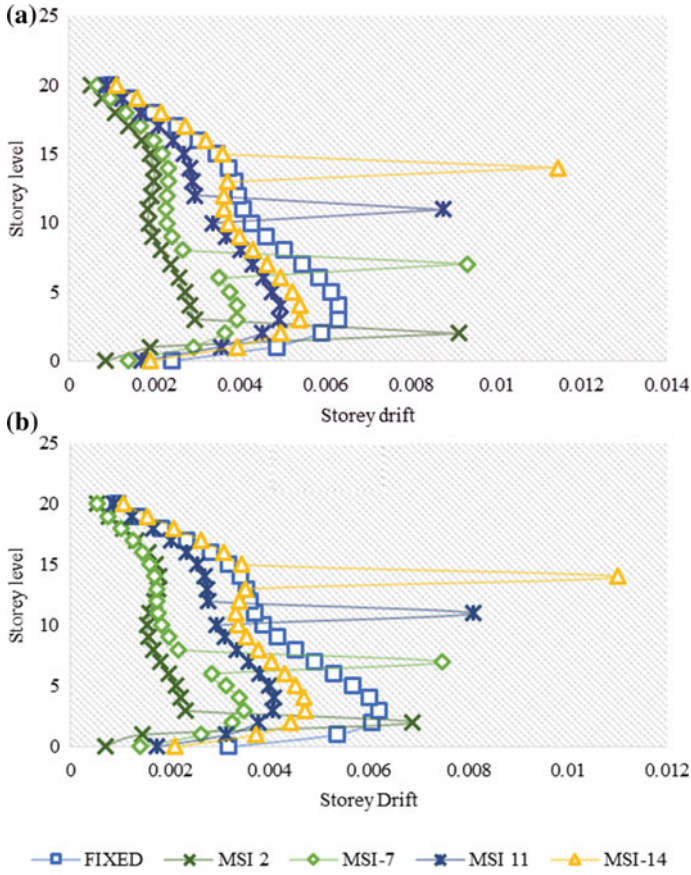 (a)
25
20
15
10
5
0
Storey level
0 0.002 0.004 0.006 0.008 0.01 0.012 0.014
Storey drift
(b)
25
20
15
10
5
0
Storey level
0 0.002 0.004 0.006 0.008 0.01 0.012
Storey Drift
FIXED MSI 2 MSI-7 MSI 11 MSI-14